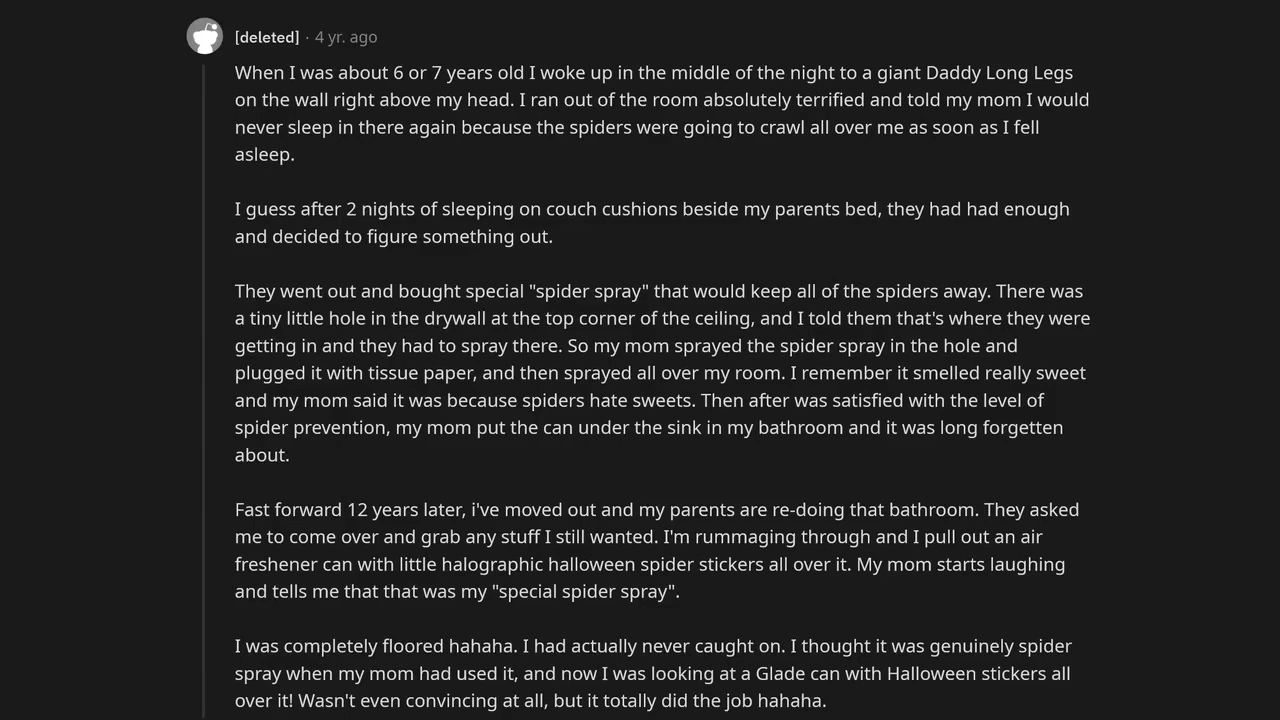 [deleted] · 4 yr. ago
When I was about 6 or 7 years old I woke up in the middle of the night to a giant Daddy Long Legs
on the wall right above my head. I ran out of the room absolutely terrified and told my mom I would
never sleep in there again because the spiders were going to crawl all over me as soon as I fell
asleep.
I guess after 2 nights of sleeping on couch cushions beside my parents bed, they had had enough
and decided to figure something out.
They went out and bought special "spider spray" that would keep all of the spiders away. There was
a tiny little hole in the drywall at the top corner of the ceiling, and I told them that's where they were
getting in and they had to spray there. So my mom sprayed the spider spray in the hole and
plugged it with tissue paper, and then sprayed all over my room. I remember it smelled really sweet
and my mom said it was because spiders hate sweets. Then after was satisfied with the level of
spider prevention, my mom put the can under the sink in my bathroom and it was long forgetten
about.
Fast forward 12 years later, i've moved out and my parents are re-doing that bathroom. They asked
me to come over and grab any stuff I still wanted. I'm rummaging through and I pull out an air
freshener can with little halographic halloween spider stickers all over it. My mom starts laughing
and tells me that that was my "special spider spray".
I was completely floored hahaha. I had actually never caught on. I thought it was genuinely spider
spray when my mom had used it, and now I was looking at a Glade can with Halloween stickers all
over it! Wasn't even convincing at all, but it totally did the job hahaha.